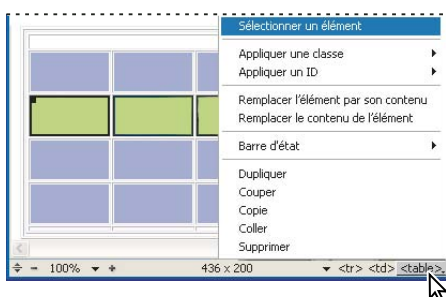 Sélectionner un élément
Appliquer une classe
Appliquer un ID
Remplacer l'élément par son contenu
Remplacer le contenu de l'élément
Barre d'état
Dupliquer
Couper
Copie
Coller
Supprimer
100% 436 x 200 <tr> <td> <table>